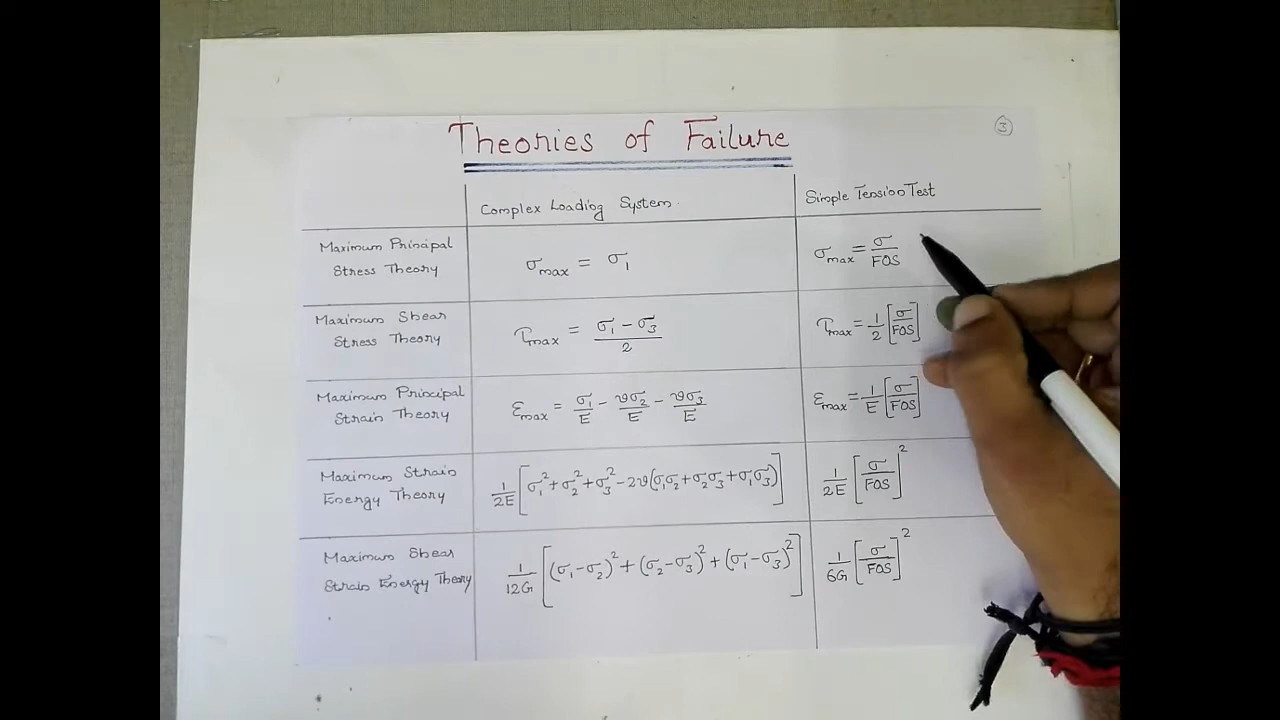 Theories of Failure
3
Complex Loading System
Simple Tension Test
Maximum Principal
Stress Theory
σmax = σ1
σmax = σ/FOS
Maximum Shear
Stress Theory
τmax = (σ1 - σ3)/2
τmax = 1/2 [σ/FOS]
Maximum Principal
Strain Theory
εmax = σ1/E - ϑσ2/E - ϑσ3/E
εmax = 1/E [σ/FOS]
Maximum Strain
Energy Theory
1/2E [σ1² + σ2² + σ3² - 2ϑ(σ1σ2 + σ2σ3 + σ1σ3)]
1/2E [σ/FOS]²
Maximum Shear
Strain Energy Theory
1/12G [(σ1-σ2)² + (σ2-σ3)² + (σ1-σ3)²]
1/6G [σ/FOS]²